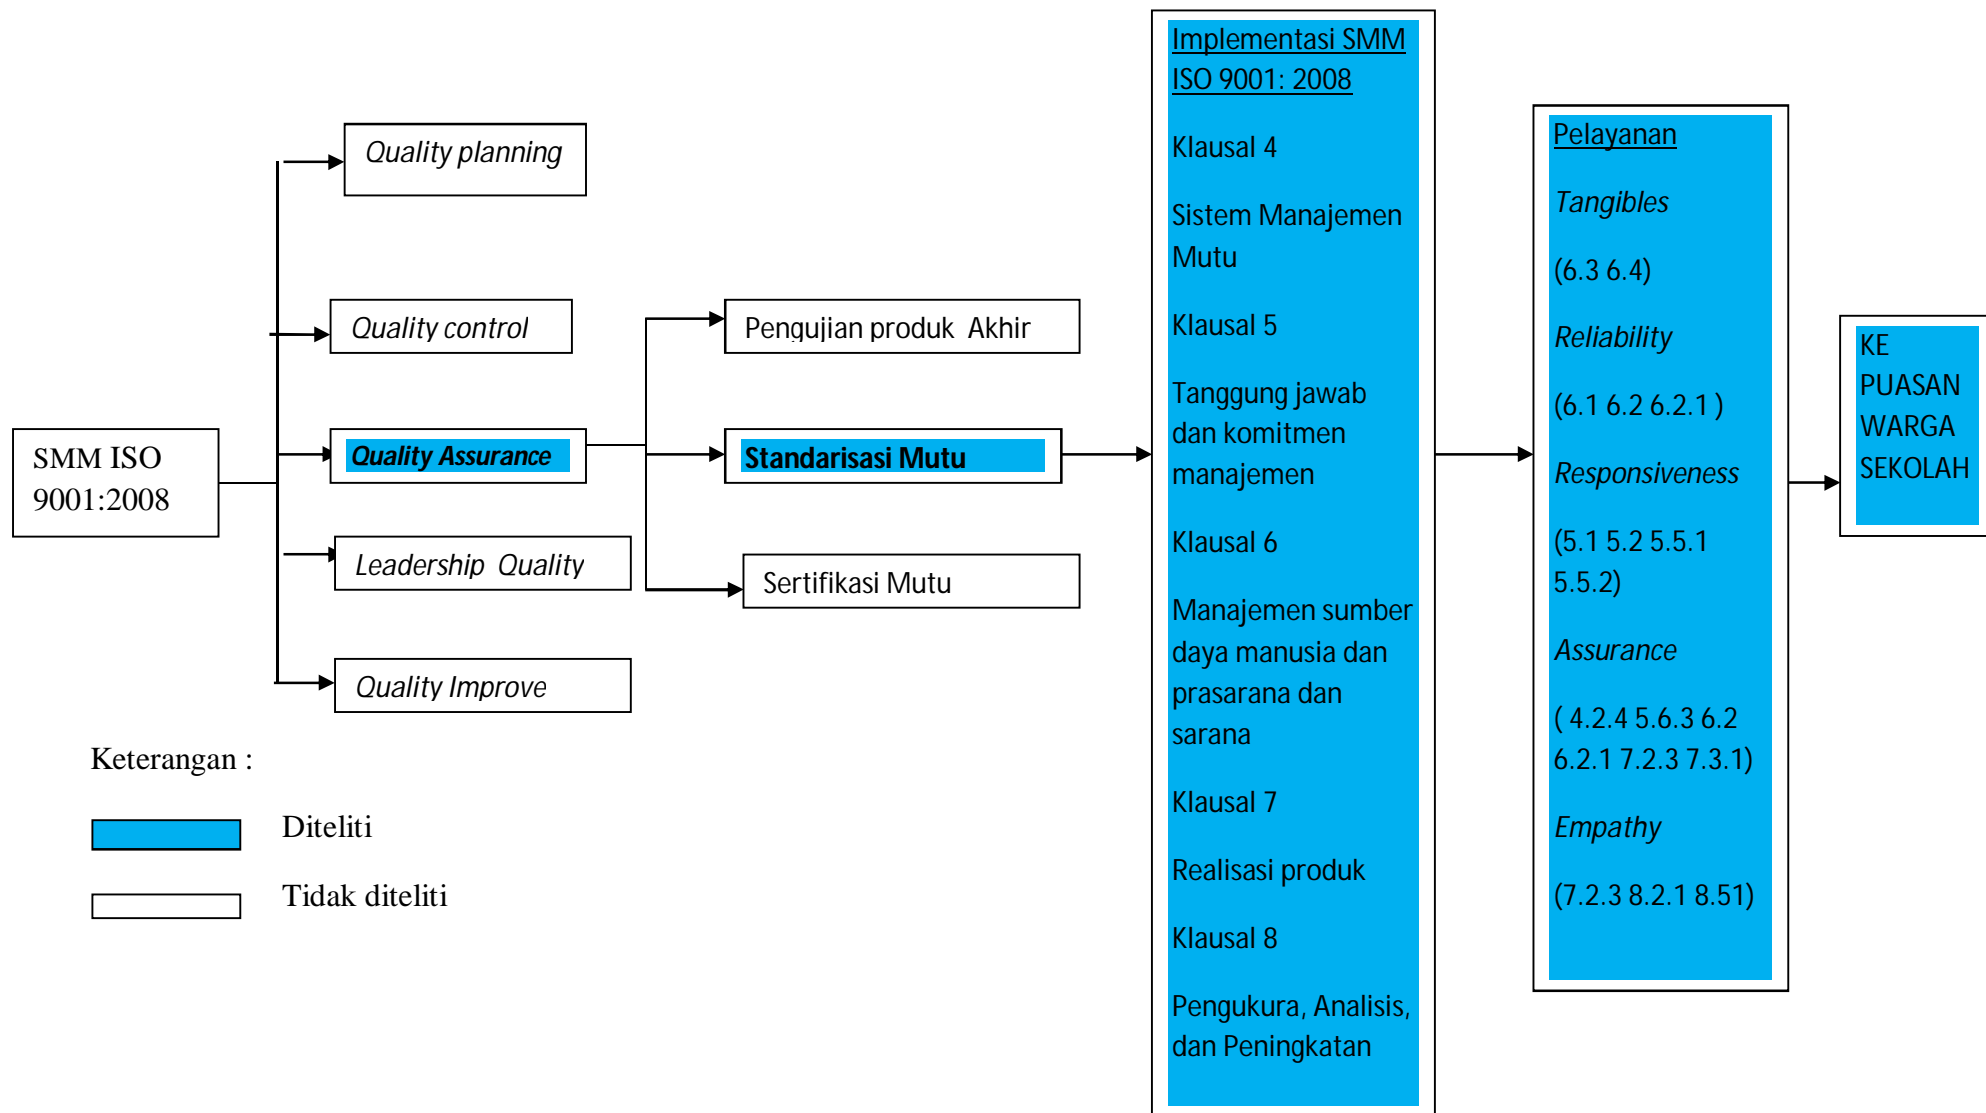 SMM ISO
9001:2008
Quality planning
Quality control
Quality Assurance
Leadership Quality
Quality Improve
Pengujian produk Akhir
Standarisasi Mutu
Sertifikasi Mutu
Implementasi SMM
ISO 9001: 2008
Klausal 4
Sistem Manajemen
Mutu
Klausal 5
Tanggung jawab
dan komitmen
manajemen
Klausal 6
Manajemen sumber
daya manusia dan
prasarana dan
sarana
Klausal 7
Realisasi produk
Klausal 8
Pengukura, Analisis,
dan Peningkatan
Pelayanan
Tangibles
(6.3 6.4)
Reliability
(6.1 6.2 6.2.1 )
Responsiveness
(5.1 5.2 5.5.1
5.5.2)
Assurance
( 4.2.4 5.6.3 6.2
6.2.1 7.2.3 7.3.1)
Empathy
(7.2.3 8.2.1 8.51)
KE
PUASAN
WARGA
SEKOLAH
Keterangan :
Diteliti
Tidak diteliti